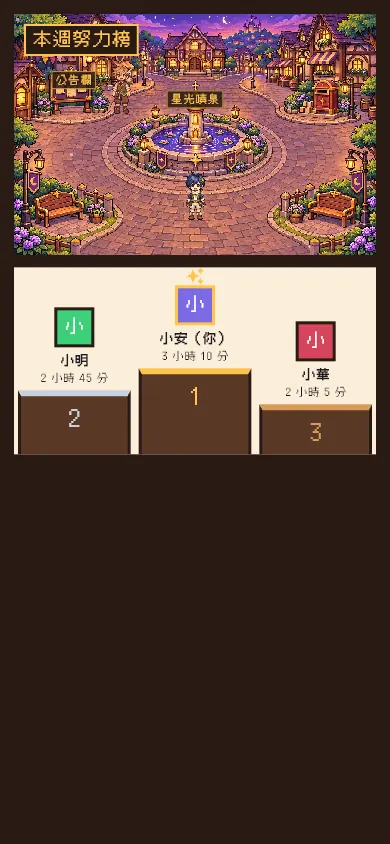 本週努力榜
公告欄
星光噴泉
小
小明
2 小時 45 分
2
小
小安（你）
3 小時 10 分
1
小
小華
2 小時 5 分
3